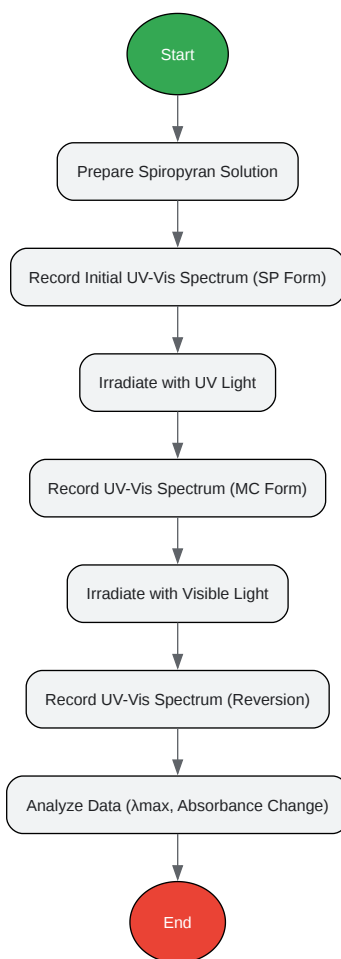 Start
Prepare Spiropyran Solution
Record Initial UV-Vis Spectrum (SP Form)
Irradiate with UV Light
Record UV-Vis Spectrum (MC Form)
Irradiate with Visible Light
Record UV-Vis Spectrum (Reversion)
Analyze Data (λmax, Absorbance Change)
End